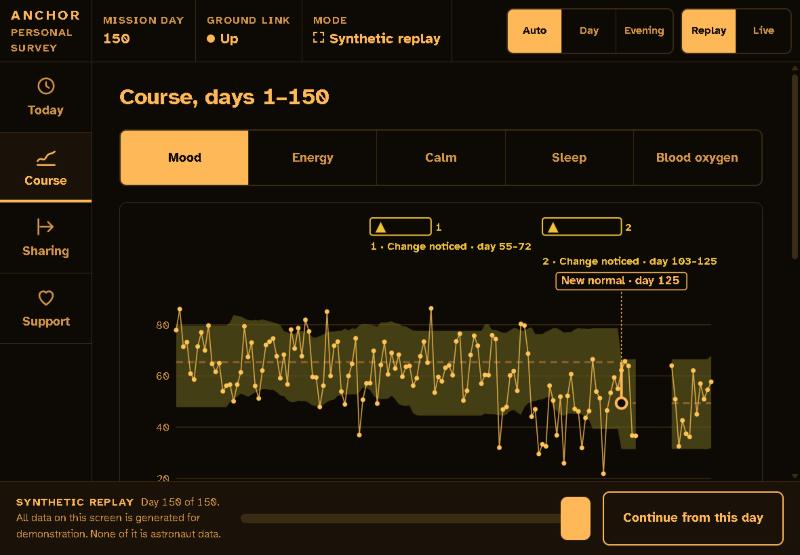 ANCHOR
PERSONAL
SURVEY
MISSION DAY
150
GROUND LINK
Up
MODE
Synthetic replay
Auto
Day
Evening
Replay
Live
Today
Course
Sharing
Support
Course, days 1–150
Mood
Energy
Calm
Sleep
Blood oxygen
1
2
1 · Change noticed · day 55–72
2 · Change noticed · day 103–125
New normal · day 125
80
60
40
20
SYNTHETIC REPLAY Day 150 of 150.
All data on this screen is generated for
demonstration. None of it is astronaut data.
Continue from this day